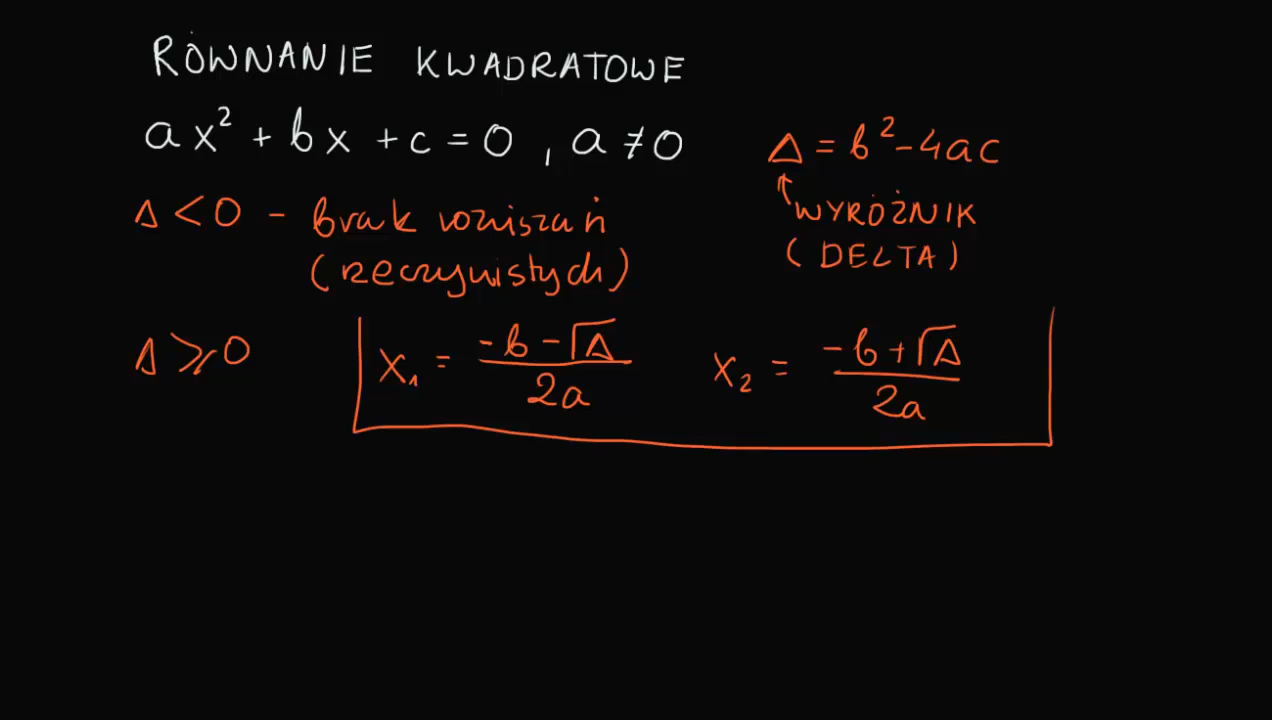 RÓWNANIE KWADRATOWE
ax² + bx + c = 0 , a ≠ 0
Δ = b² - 4ac
WYRÓŻNIK
(DELTA)
Δ < 0 - brak rozwiązań
(rzeczywistych)
Δ ⩾ 0
x₁ = (-b - √Δ) / 2a
x₂ = (-b + √Δ) / 2a